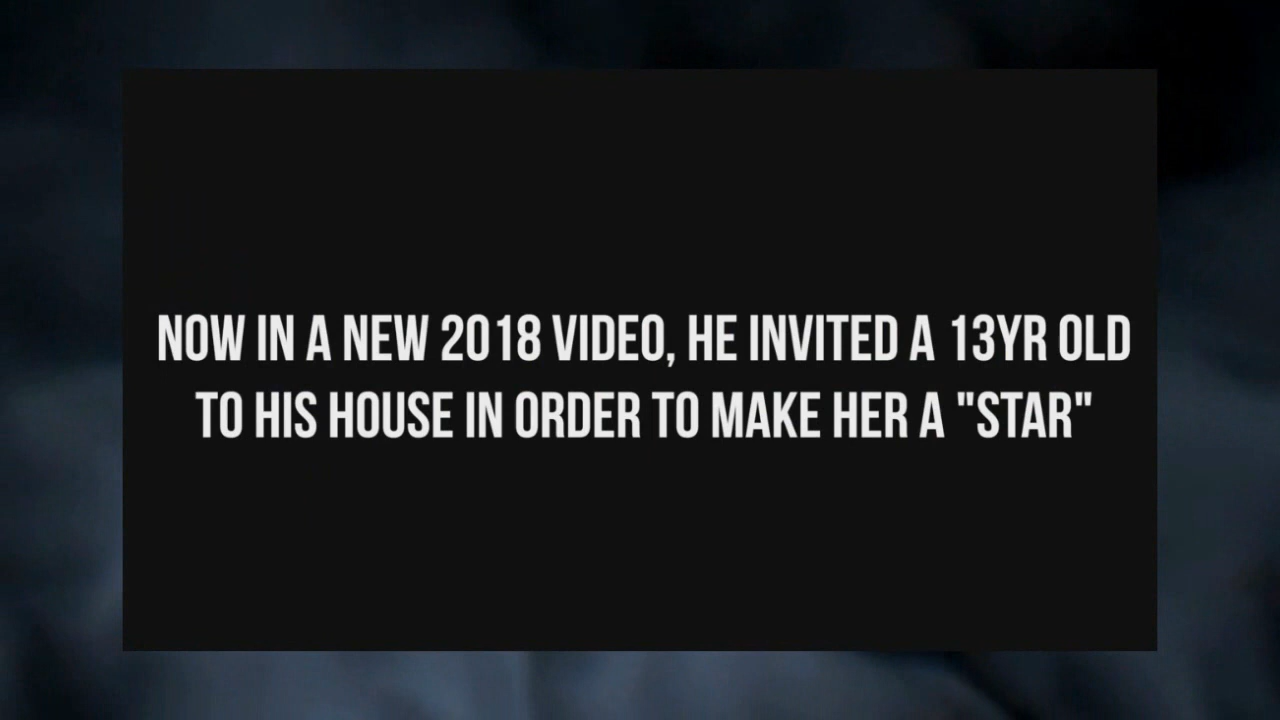 NOW IN A NEW 2018 VIDEO, HE INVITED A 13YR OLD
TO HIS HOUSE IN ORDER TO MAKE HER A "STAR"